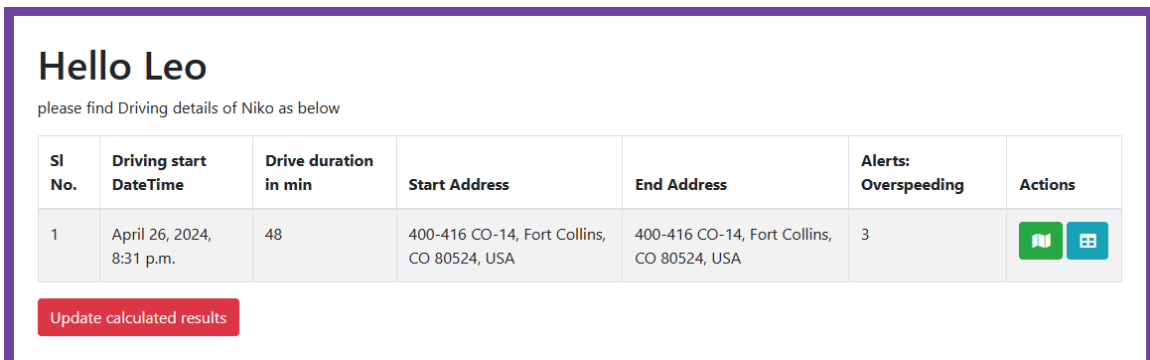 Hello Leo
please find Driving details of Niko as below
Sl No.
Driving start DateTime
Drive duration in min
Start Address
End Address
Alerts: Overspeeding
Actions
1
April 26, 2024, 8:31 p.m.
48
400-416 CO-14, Fort Collins, CO 80524, USA
400-416 CO-14, Fort Collins, CO 80524, USA
3
Update calculated results